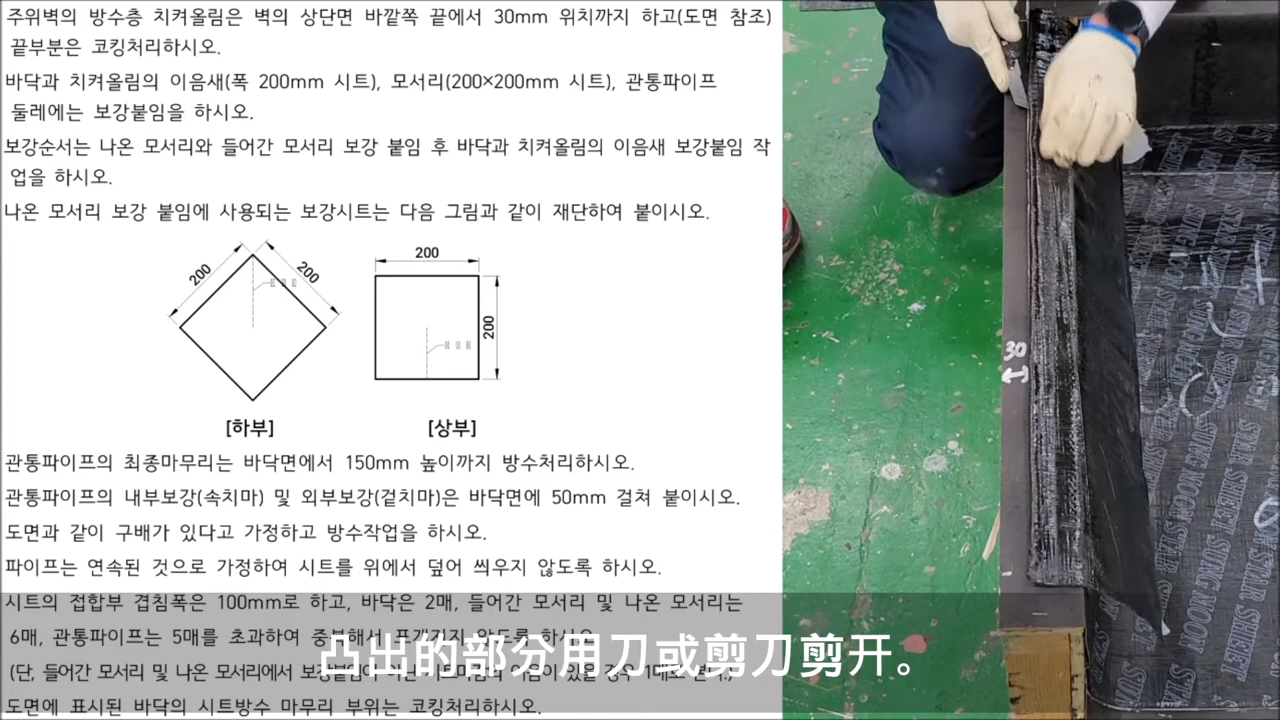 주위벽의 방수층 치켜올림은 벽의 상단면 바깥쪽 끝에서 30mm 위치까지 하고(도면 참조)
끝부분은 코킹처리하시오.
바닥과 치켜올림의 이음새(폭 200mm 시트), 모서리(200×200mm 시트), 관통파이프
둘레에는 보강붙임을 하시오.
보강순서는 나온 모서리와 들어간 모서리 보강 붙임 후 바닥과 치켜올림의 이음새 보강붙임 작
업을 하시오.
나온 모서리 보강 붙임에 사용되는 보강시트는 다음 그림과 같이 재단하여 붙이시오.
200 200
200
200
[하부] [상부]
관통파이프의 최종마무리는 바닥면에서 150mm 높이까지 방수처리하시오.
관통파이프의 내부보강(속치마) 및 외부보강(겉치마)은 바닥면에 50mm 걸쳐 붙이시오.
도면과 같이 구배가 있다고 가정하고 방수작업을 하시오.
파이프는 연속된 것으로 가정하여 시트를 위에서 덮어 씌우지 않도록 하시오.
시트의 접합부 겹침폭은 100mm로 하고, 바닥은 2매, 들어간 모서리 및 나온 모서리는
6매, 관통파이프는 5매를 초과하여
(단, 들어간 모서리 및 나온 모서리에서
도면에 표시된 바닥의 시트방수 마무리 부위는 코킹처리하시오.
凸出的部分用刀或剪刀剪开。
30
STAR SHEET
SUNG MOON